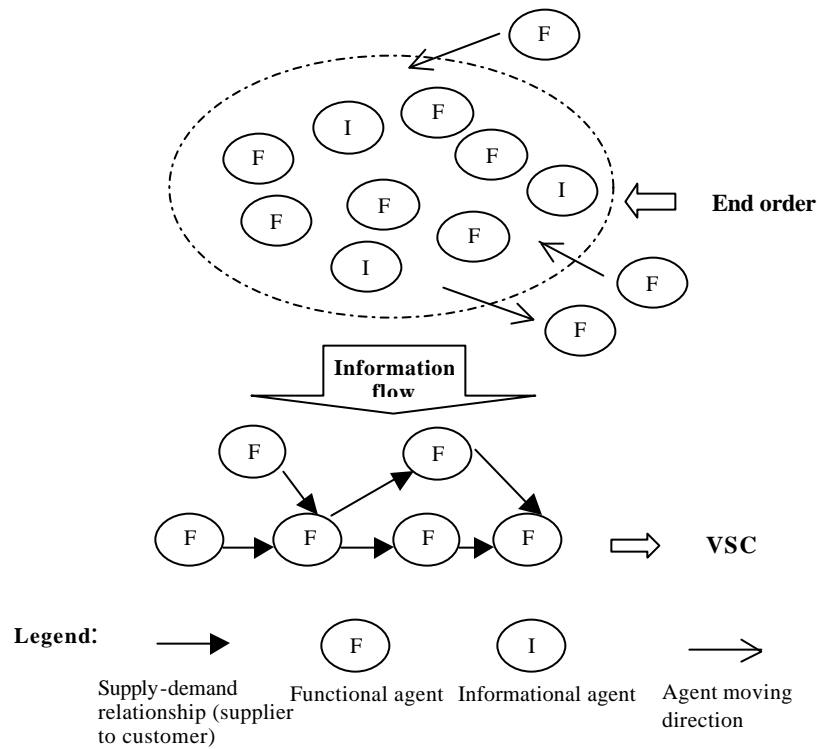 F
F
I
F
F
I
F
F
F
End order
F
I
F
F
Information
flow
F
F
F
F
F
F
VSC
Legend:
F
I
Supply-demand
relationship (supplier
to customer)
Functional agent
Informational agent
Agent moving
direction